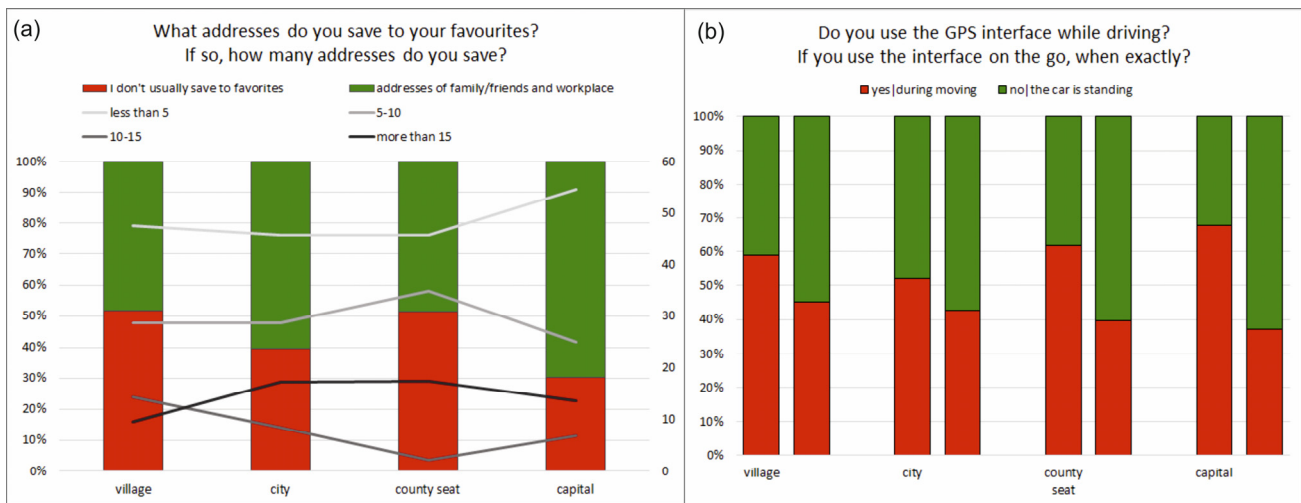 (a)
What addresses do you save to your favourites?
If so, how many addresses do you save?
I don't usually save to favorites
addresses of family/friends and workplace
less than 5
5-10
10-15
more than 15
100%
90%
80%
70%
60%
50%
40%
30%
20%
10%
0%
60
50
40
30
20
10
0
village
city
county seat
capital
(b)
Do you use the GPS interface while driving?
If you use the interface on the go, when exactly?
yes|during moving
no|the car is standing
100%
90%
80%
70%
60%
50%
40%
30%
20%
10%
0%
village
city
county
seat
capital